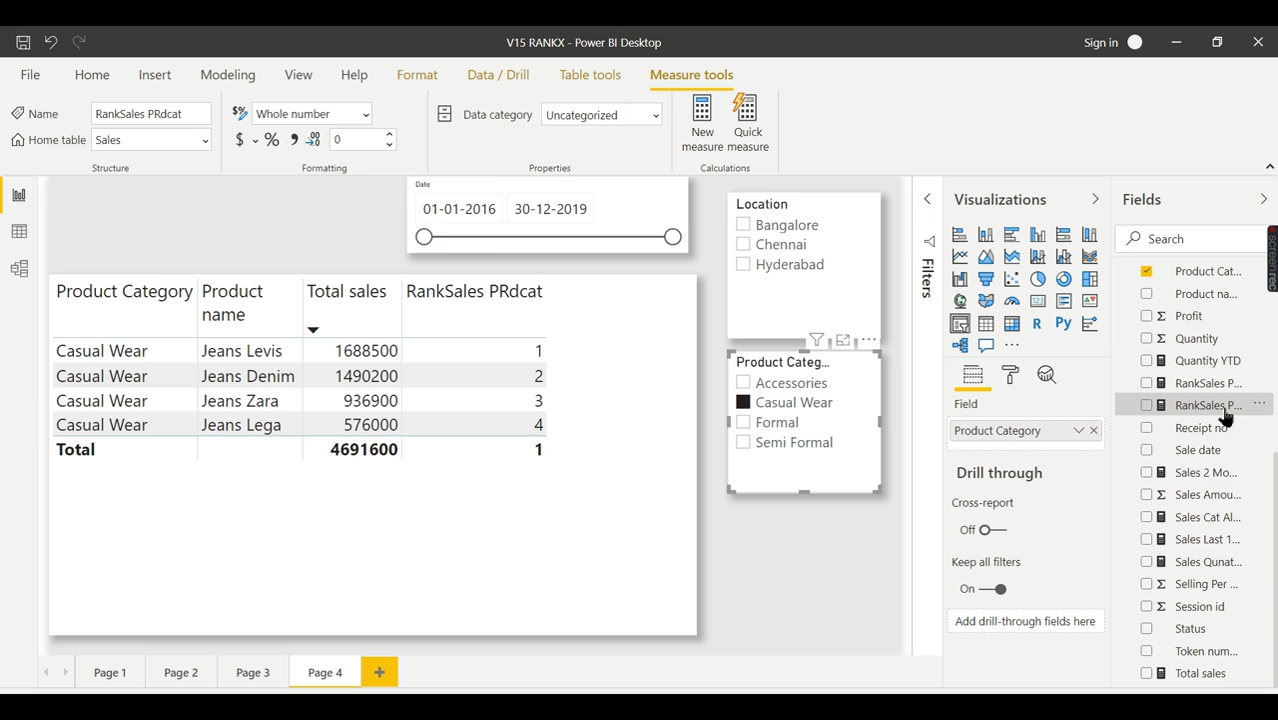 V15 RANKX - Power BI Desktop
Sign in
File Home Insert Modeling View Help Format Data / Drill Table tools Measure tools
Name RankSales PRdcat
Home table Sales
Structure
Whole number
$ % 0
Formatting
Data category Uncategorized
Properties
New measure
Quick measure
Calculations
Date
01-01-2016 30-12-2019
Product Category Product name Total sales RankSales PRdcat
Casual Wear Jeans Levis 1688500 1
Casual Wear Jeans Denim 1490200 2
Casual Wear Jeans Zara 936900 3
Casual Wear Jeans Lega 576000 4
Total 4691600 1
Location
Bangalore
Chennai
Hyderabad
Product Categ...
Accessories
Casual Wear
Formal
Semi Formal
Filters
Visualizations
R Py
Field
Product Category
Drill through
Cross-report
Off
Keep all filters
On
Add drill-through fields here
Fields
Search
Product Cat...
Product na...
Profit
Quantity
Quantity YTD
RankSales P...
RankSales P...
Receipt no
Sale date
Sales 2 Mo...
Sales Amou...
Sales Cat Al...
Sales Last 1...
Sales Qunat...
Selling Per ...
Session id
Status
Token num...
Total sales
screenrec
Page 1 Page 2 Page 3 Page 4